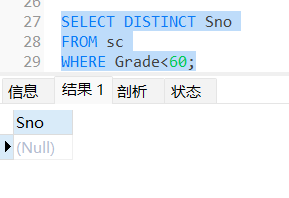 26
27 SELECT DISTINCT Sno
28 FROM sc
29 WHERE Grade<60;
信息 结果 1 剖析 状态
Sno
(Null)